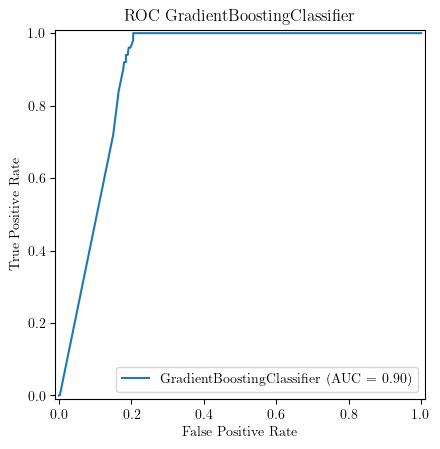 ROC GradientBoostingClassifier
1.0
0.8
0.6
0.4
0.2
0.0
True Positive Rate
GradientBoostingClassifier (AUC = 0.90)
0.0 0.2 0.4 0.6 0.8 1.0
False Positive Rate